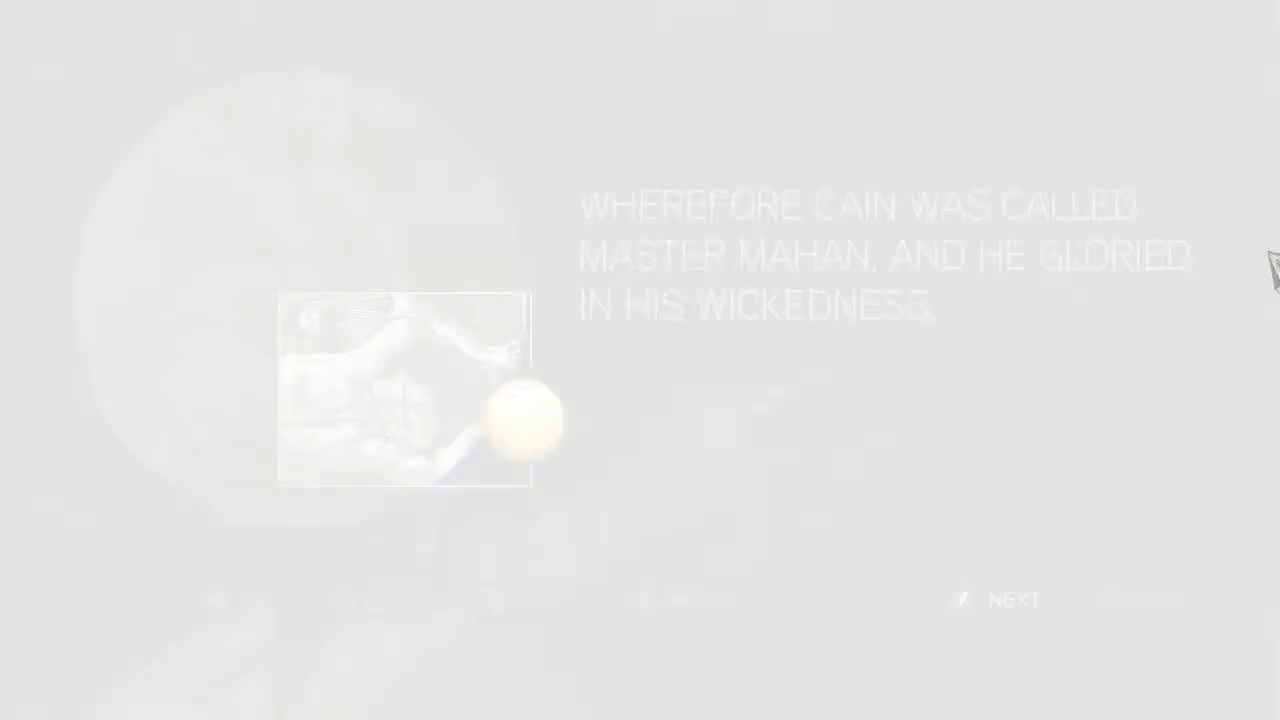 WHEREFORE CAIN WAS CALLED
MASTER MAHAN, AND HE GLORIED
IN HIS WICKEDNESS.
NEXT